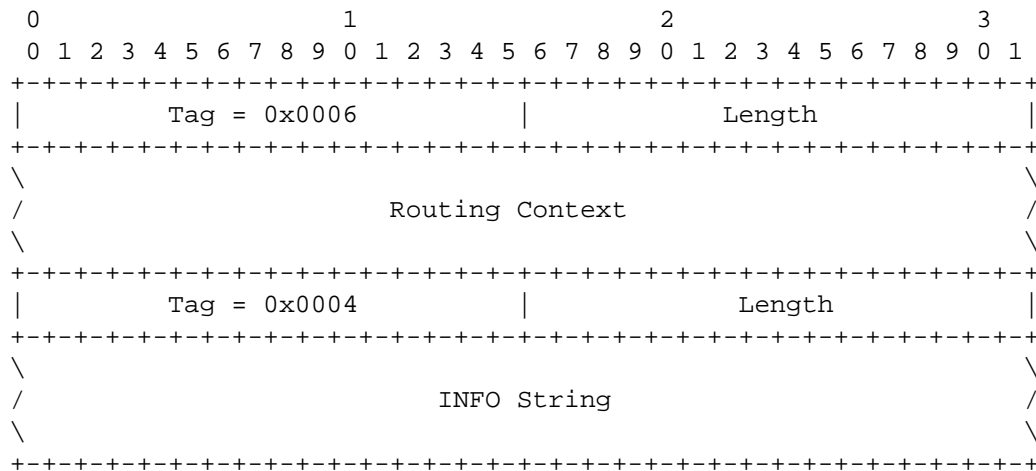 0                   1                   2                   3
0 1 2 3 4 5 6 7 8 9 0 1 2 3 4 5 6 7 8 9 0 1 2 3 4 5 6 7 8 9 0 1
+-+-+-+-+-+-+-+-+-+-+-+-+-+-+-+-+-+-+-+-+-+-+-+-+-+-+-+-+-+-+-+-+
|         Tag = 0x0006          |            Length             |
+-+-+-+-+-+-+-+-+-+-+-+-+-+-+-+-+-+-+-+-+-+-+-+-+-+-+-+-+-+-+-+-+
\                                                               \
/                       Routing Context                         /
\                                                               \
+-+-+-+-+-+-+-+-+-+-+-+-+-+-+-+-+-+-+-+-+-+-+-+-+-+-+-+-+-+-+-+-+
|         Tag = 0x0004          |             Length            |
+-+-+-+-+-+-+-+-+-+-+-+-+-+-+-+-+-+-+-+-+-+-+-+-+-+-+-+-+-+-+-+-+
\                                                               \
/                          INFO String                          /
\                                                               \
+-+-+-+-+-+-+-+-+-+-+-+-+-+-+-+-+-+-+-+-+-+-+-+-+-+-+-+-+-+-+-+-+